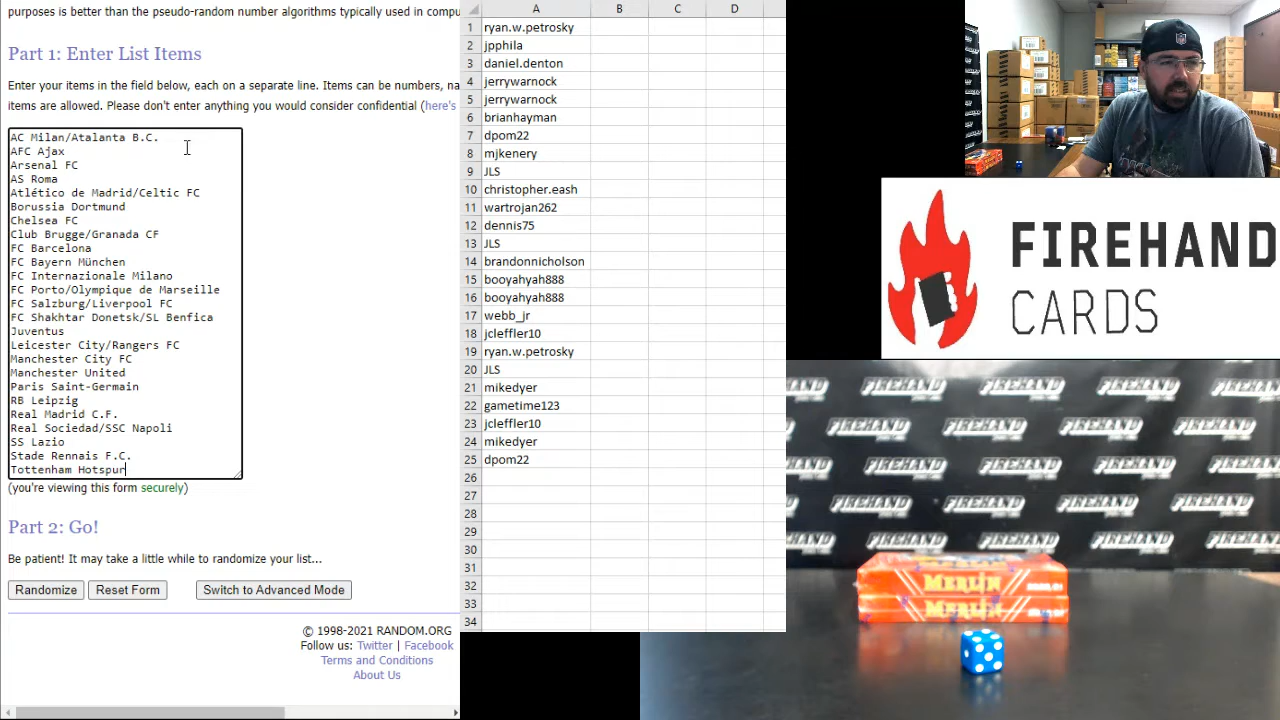 purposes is better than the pseudo-random number algorithms typically used in compu
Part 1: Enter List Items
Enter your items in the field below, each on a separate line. Items can be numbers, na
items are allowed. Please don't enter anything you would consider confidential (here's
AC Milan/Atalanta B.C.
AFC Ajax
Arsenal FC
AS Roma
Atlético de Madrid/Celtic FC
Borussia Dortmund
Chelsea FC
Club Brugge/Granada CF
FC Barcelona
FC Bayern München
FC Internazionale Milano
FC Porto/Olympique de Marseille
FC Salzburg/Liverpool FC
FC Shakhtar Donetsk/SL Benfica
Juventus
Leicester City/Rangers FC
Manchester City FC
Manchester United
Paris Saint-Germain
RB Leipzig
Real Madrid C.F.
Real Sociedad/SSC Napoli
SS Lazio
Stade Rennais F.C.
Tottenham Hotspur
(you're viewing this form securely)
Part 2: Go!
Be patient! It may take a little while to randomize your list...
Randomize Reset Form Switch to Advanced Mode
© 1998-2021 RANDOM.ORG
Follow us: Twitter | Facebook
Terms and Conditions
About Us
A B C D
1 ryan.w.petrosky
2 jpphila
3 daniel.denton
4 jerrywarnock
5 jerrywarnock
6 brianhayman
7 dpom22
8 mjkenery
9 JLS
10 christopher.eash
11 wartrojan262
12 dennis75
13 JLS
14 brandonnicholson
15 booyahyah888
16 booyahyah888
17 webb_jr
18 jcleffler10
19 ryan.w.petrosky
20 JLS
21 mikedyer
22 gametime123
23 jcleffler10
24 mikedyer
25 dpom22
26
27
28
29
30
31
32
33
34
FIREHAND
CARDS
FIREHAND FIREHAND FIREHAND
FIREHAND FIREHAND FIREHAND
FIREHAND FIREHAND FIREHAND
FIREHAND FIREHAND
MERLIN
MERLIN